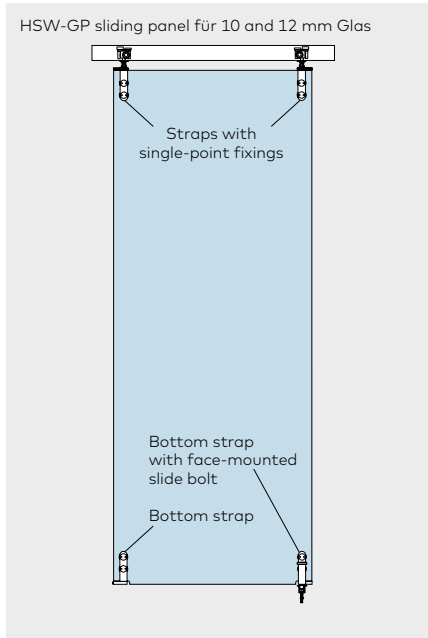 HSW-GP sliding panel für 10 and 12 mm Glas
Straps with
single-point fixings
Bottom strap
with face-mounted
slide bolt
Bottom strap